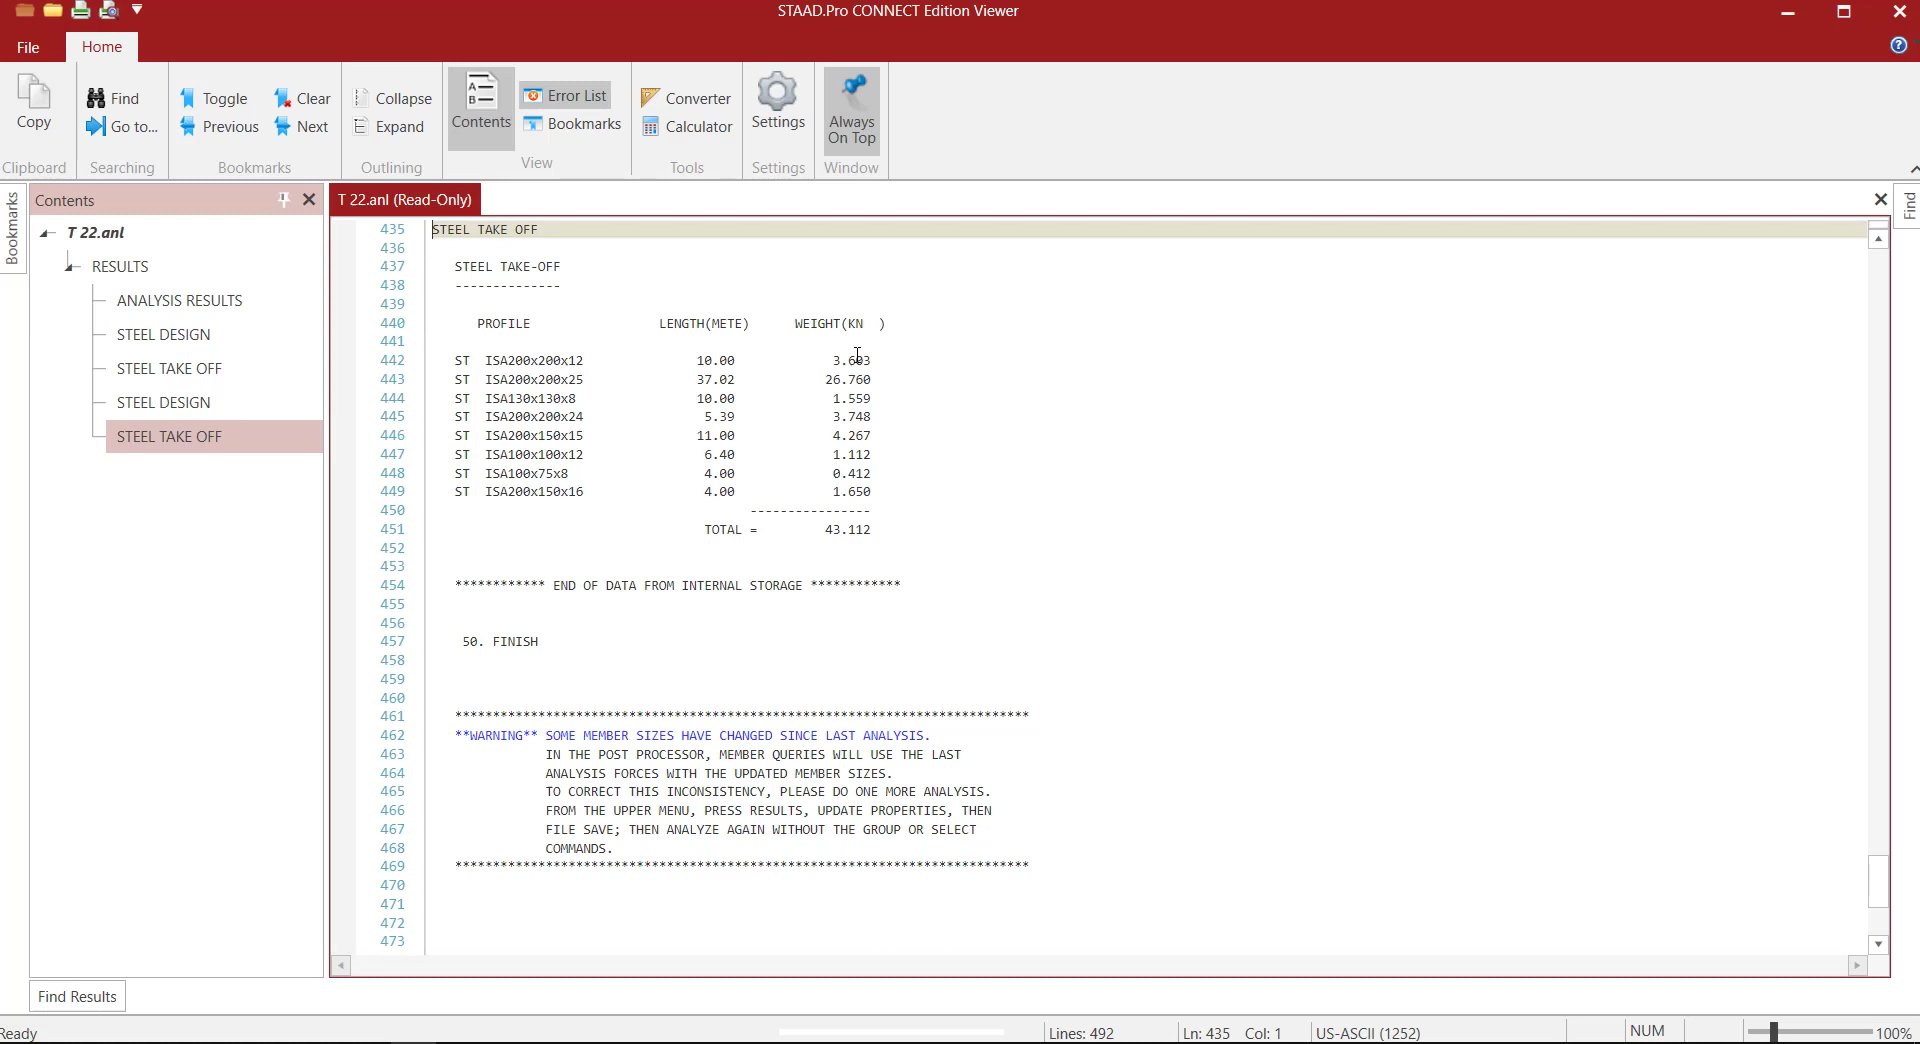 STAAD.Pro CONNECT Edition Viewer
File Home
Copy Find Go to... Toggle Previous Clear Next Collapse Expand Contents Error List Bookmarks Converter Calculator Settings Always On Top
Clipboard Searching Bookmarks Outlining View Tools Settings Window
Bookmarks
Contents
T 22.anl
RESULTS
ANALYSIS RESULTS
STEEL DESIGN
STEEL TAKE OFF
STEEL DESIGN
STEEL TAKE OFF
T 22.anl (Read-Only)
Find
435 STEEL TAKE OFF
436
437 STEEL TAKE-OFF
438 --------------
439
440 PROFILE LENGTH(METE) WEIGHT(KN )
441
442 ST ISA200x200x12 10.00 3.603
443 ST ISA200x200x25 37.02 26.760
444 ST ISA130x130x8 10.00 1.559
445 ST ISA200x200x24 5.39 3.748
446 ST ISA200x150x15 11.00 4.267
447 ST ISA100x100x12 6.40 1.112
448 ST ISA100x75x8 4.00 0.412
449 ST ISA200x150x16 4.00 1.650
450 ----------------
451 TOTAL = 43.112
452
453
454 ************ END OF DATA FROM INTERNAL STORAGE ************
455
456
457 50. FINISH
458
459
460
461 ****************************************************************************
462 **WARNING** SOME MEMBER SIZES HAVE CHANGED SINCE LAST ANALYSIS.
463 IN THE POST PROCESSOR, MEMBER QUERIES WILL USE THE LAST
464 ANALYSIS FORCES WITH THE UPDATED MEMBER SIZES.
465 TO CORRECT THIS INCONSISTENCY, PLEASE DO ONE MORE ANALYSIS.
466 FROM THE UPPER MENU, PRESS RESULTS, UPDATE PROPERTIES, THEN
467 FILE SAVE; THEN ANALYZE AGAIN WITHOUT THE GROUP OR SELECT
468 COMMANDS.
469 ****************************************************************************
470
471
472
473
Find Results
Ready Lines: 492 Ln: 435 Col: 1 US-ASCII (1252) NUM 100%